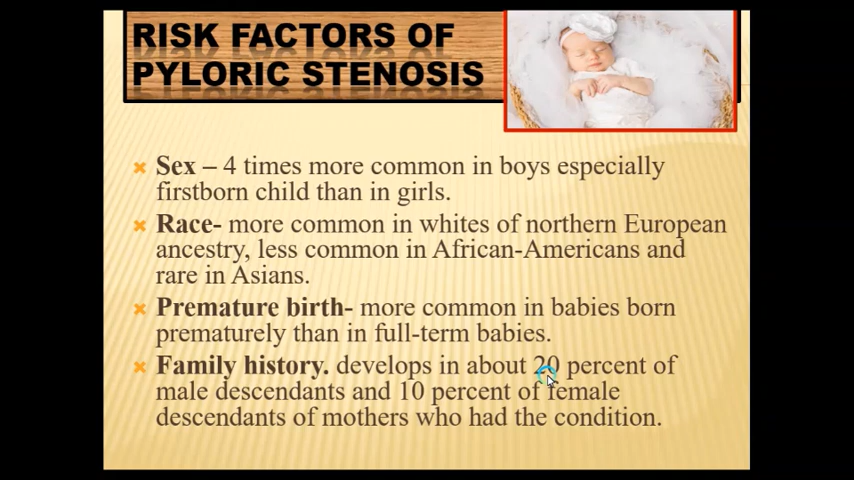 RISK FACTORS OF
PYLORIC STENOSIS
Sex – 4 times more common in boys especially
firstborn child than in girls.
Race- more common in whites of northern European
ancestry, less common in African-Americans and
rare in Asians.
Premature birth- more common in babies born
prematurely than in full-term babies.
Family history. develops in about 20 percent of
male descendants and 10 percent of female
descendants of mothers who had the condition.